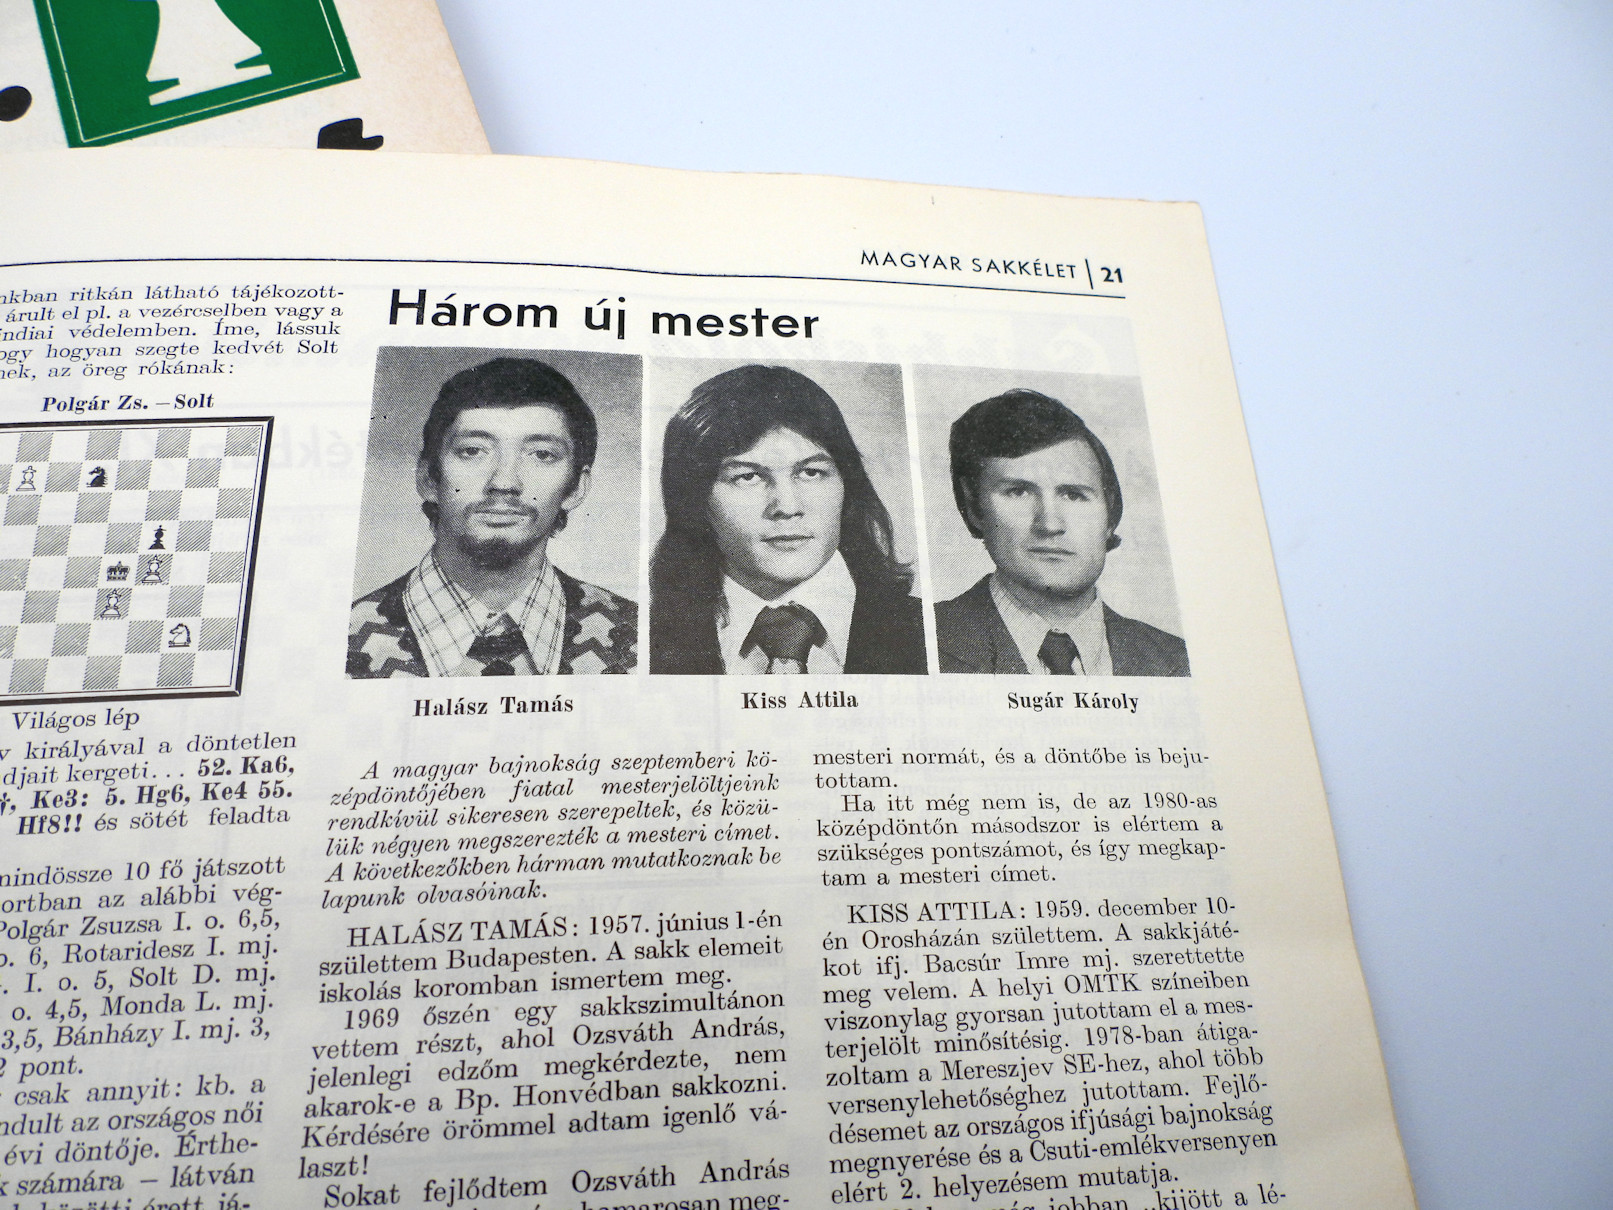 MAGYAR SAKKÉLET | 21
ritkán látható tájékozott-
árult el pl. a vezércselben vagy a
védelemben. Íme, lássuk
hogyan szegte kedvét Solt
az öreg rókának:
Polgár Zs. – Solt
Világos lép
királyával a döntetlen
kergeti... 52. Ka6,
Ke3: 5. Hg6, Ke4 55.
Hf8!! és sötét feladta
10 fő játszott
az alábbi vég-
Polgár Zsuzsa I. o. 6,5,
o. 6, Rotaridesz I. mj.
I. o. 5, Solt D. mj.
o. 4,5, Monda L. mj.
3,5, Bánházy I. mj. 3,
pont.
csak annyit: kb. a
az országos női
évi döntője. Érthe-
számára – látván
Három új mester
Halász Tamás
Kiss Attila
Sugár Károly
A magyar bajnokság szeptemberi kö-
zépdöntőjében fiatal mesterjelöltjeink
rendkívül sikeresen szerepeltek, és közü-
lük négyen megszerezték a mesteri címet.
A következőkben hárman mutatkoznak be
lapunk olvasóinak.
HALÁSZ TAMÁS: 1957. június 1-én
születtem Budapesten. A sakk elemeit
iskolás koromban ismertem meg.
1969 őszén egy sakkszimultánon
vettem részt, ahol Ozsváth András,
jelenlegi edzőm megkérdezte, nem
akarok-e a Bp. Honvédban sakkozni.
Kérdésére örömmel adtam igenlő vá-
laszt!
Sokat fejlődtem Ozsváth András
mesteri normát, és a döntőbe is beju-
tottam.
Ha itt még nem is, de az 1980-as
középdöntőn másodszor is elértem a
szükséges pontszámot, és így megkap-
tam a mesteri címet.
KISS ATTILA: 1959. december 10-
én Orosházán születtem. A sakkjáté-
kot ifj. Bacsúr Imre mj. szerettette
meg velem. A helyi OMTK színeiben
viszonylag gyorsan jutottam el a mes-
terjelölt minősítésig. 1978-ban átiga-
zoltam a Mereszjev SE-hez, ahol több
versenylehetőséghez jutottam. Fejlő-
désemet az országos ifjúsági bajnokság
megnyerése és a Csuti-emlékversenyen
elért 2. helyezésem mutatja.
jobban „kijött a lé-